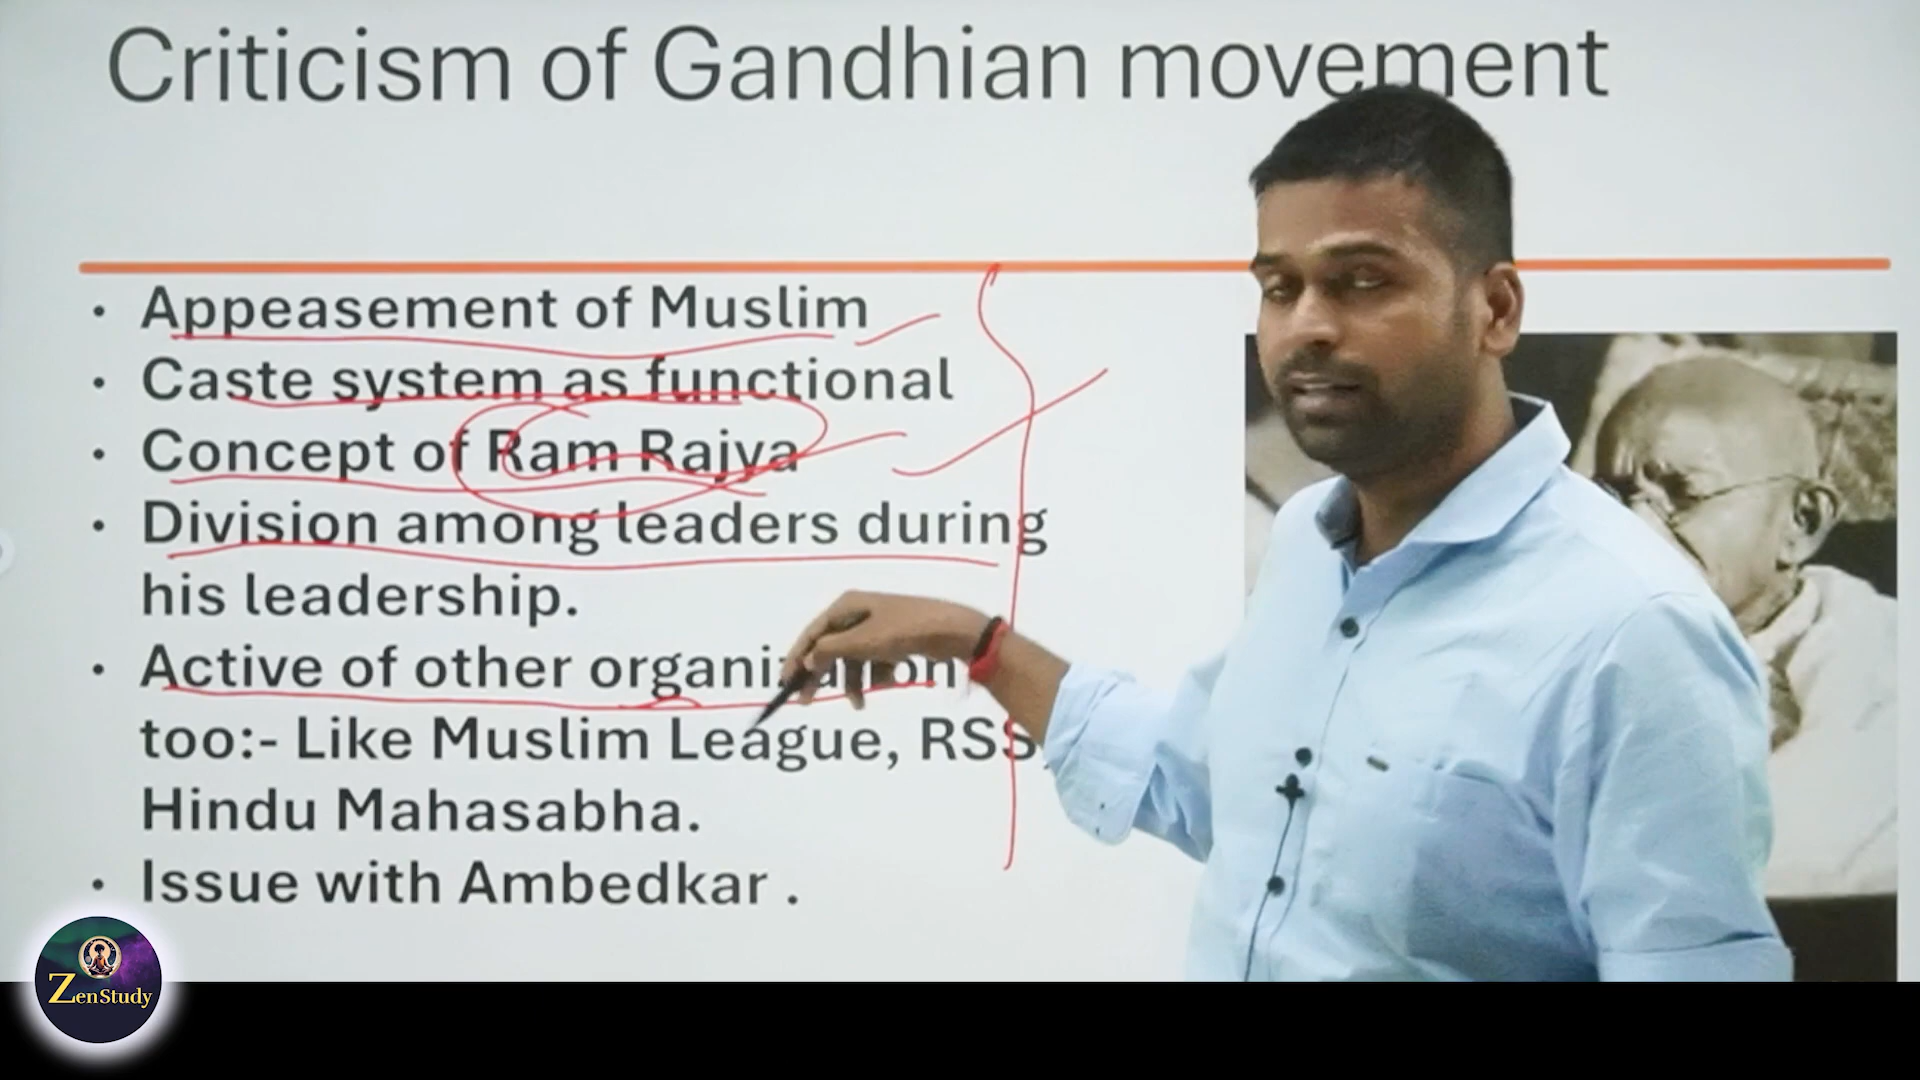 Criticism of Gandhian movement
• Appeasement of Muslim
• Caste system as functional
• Concept of Ram Rajya
• Division among leaders during
his leadership.
• Active of other organization
too:- Like Muslim League, RSS
Hindu Mahasabha.
• Issue with Ambedkar .
ZenStudy